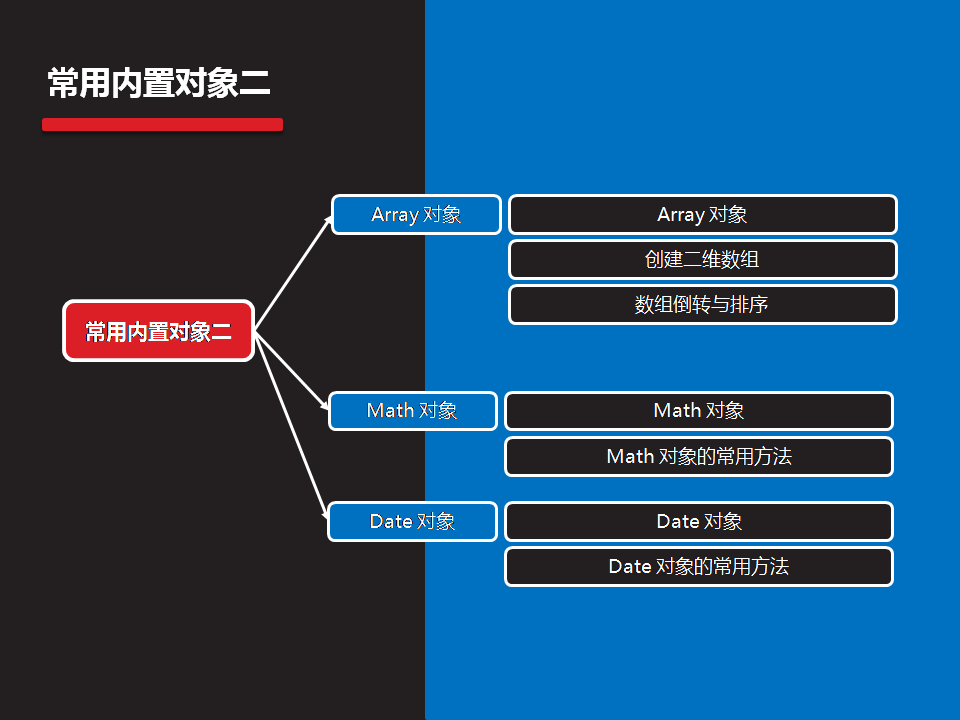 常用内置对象二
Array 对象
Array 对象
创建二维数组
数组倒转与排序
常用内置对象二
Math 对象
Math 对象
Math 对象的常用方法
Date 对象
Date 对象
Date 对象的常用方法